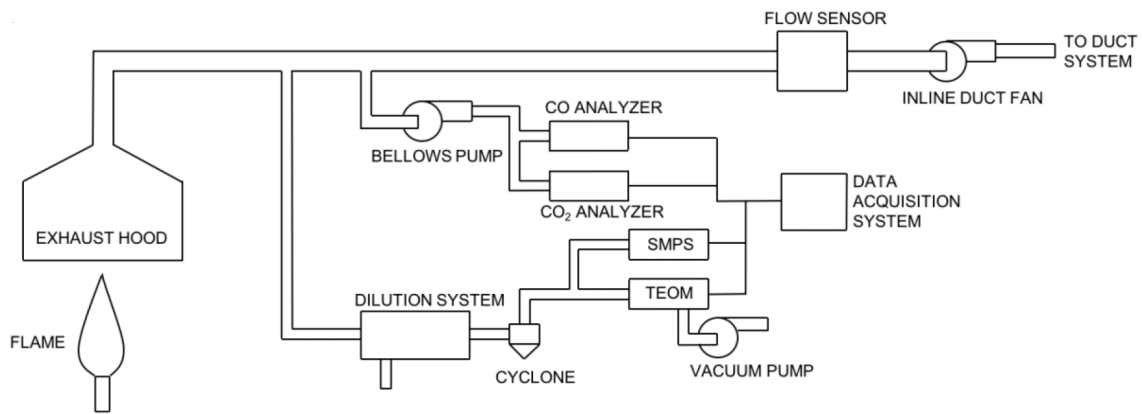 FLOW SENSOR
TO DUCT
SYSTEM
INLINE DUCT FAN
CO ANALYZER
BELLOWS PUMP
CO₂ ANALYZER
DATA
ACQUISITION
SYSTEM
EXHAUST HOOD
SMPS
TEOM
DILUTION SYSTEM
FLAME
CYCLONE
VACUUM PUMP